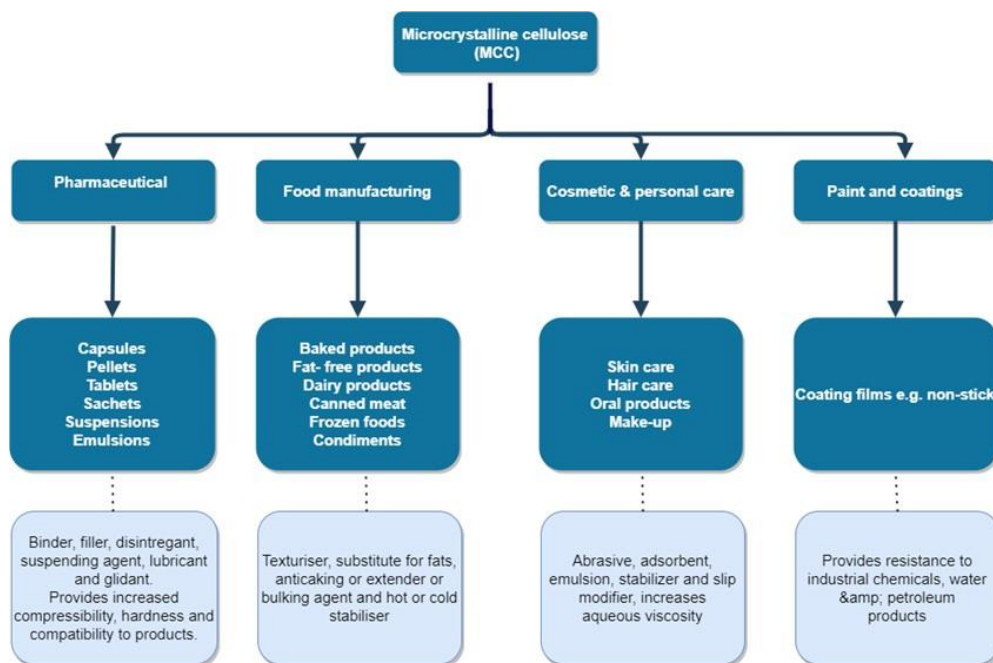 Microcrystalline cellulose
(MCC)
Pharmaceutical
Food manufacturing
Cosmetic & personal care
Paint and coatings
Capsules
Pellets
Tablets
Sachets
Suspensions
Emulsions
Baked products
Fat- free products
Dairy products
Canned meat
Frozen foods
Condiments
Skin care
Hair care
Oral products
Make-up
Coating films e.g. non-stick
Binder, filler, disintregant,
suspending agent, lubricant
and glidant.
Provides increased
compressibility, hardness and
compatibility to products.
Texturiser, substitute for fats,
anticaking or extender or
bulking agent and hot or cold
stabiliser
Abrasive, adsorbent,
emulsion, stabilizer and slip
modifier, increases
aqueous viscosity
Provides resistance to
industrial chemicals, water
&amp; petroleum
products